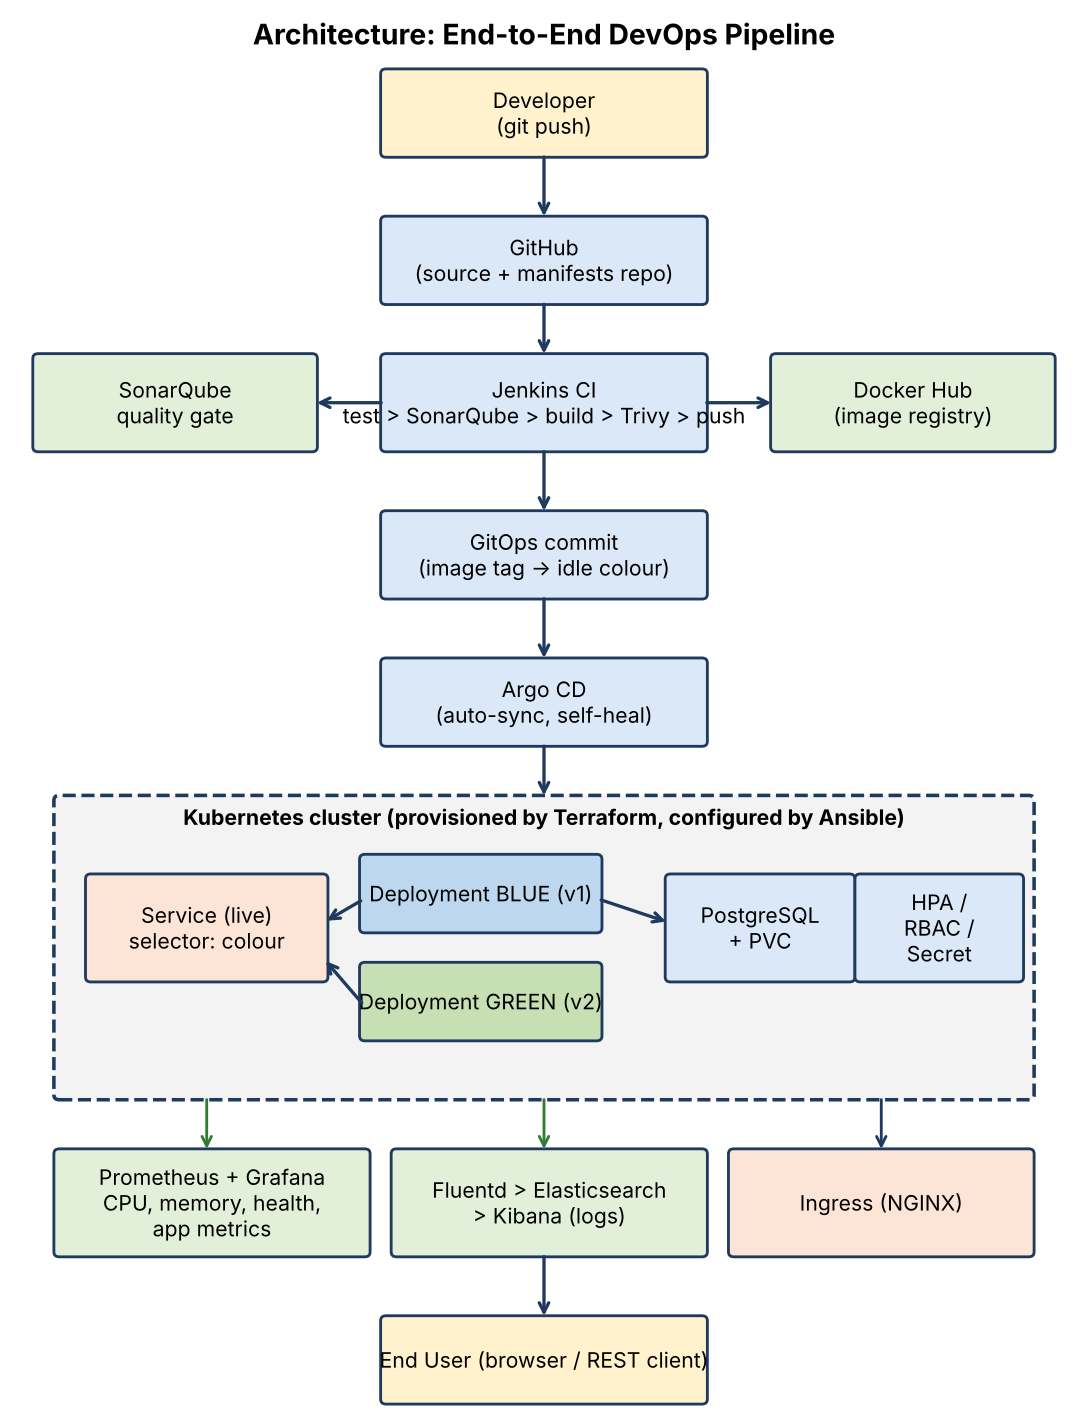 Architecture: End-to-End DevOps Pipeline
Developer
(git push)
GitHub
(source + manifests repo)
SonarQube
quality gate
Jenkins CI
test > SonarQube > build > Trivy > push
Docker Hub
(image registry)
GitOps commit
(image tag → idle colour)
Argo CD
(auto-sync, self-heal)
Kubernetes cluster (provisioned by Terraform, configured by Ansible)
Service (live)
selector: colour
Deployment BLUE (v1)
Deployment GREEN (v2)
PostgreSQL
+ PVC
HPA /
RBAC /
Secret
Prometheus + Grafana
CPU, memory, health,
app metrics
Fluentd > Elasticsearch
> Kibana (logs)
Ingress (NGINX)
End User (browser / REST client)